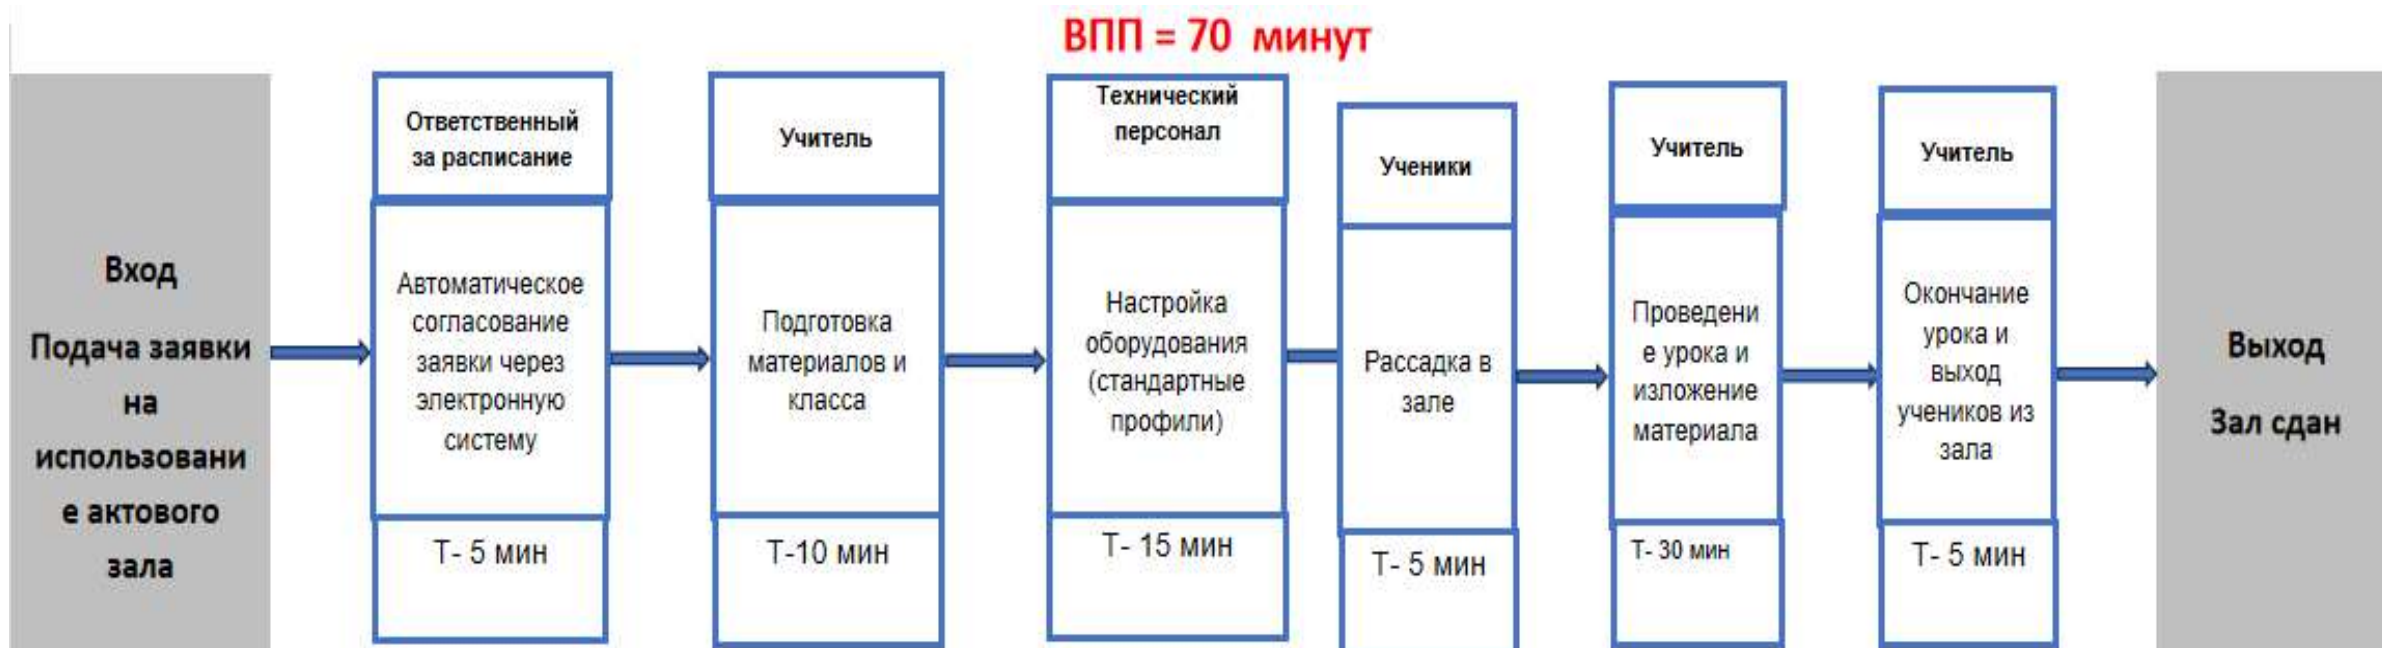 ВПП = 70 минут
Вход
Подача заявки
на
использовани
е актового
зала
Ответственный
за расписание
Автоматическое
согласование
заявки через
электронную
систему
Т- 5 мин
Учитель
Подготовка
материалов и
класса
Т-10 мин
Технический
персонал
Настройка
оборудования
(стандартные
профили)
Т- 15 мин
Ученики
Рассадка в
зале
Т- 5 мин
Учитель
Проведени
е урока и
изложение
материала
Т- 30 мин
Учитель
Окончание
урока и
выход
учеников из
зала
Т- 5 мин
Выход
Зал сдан